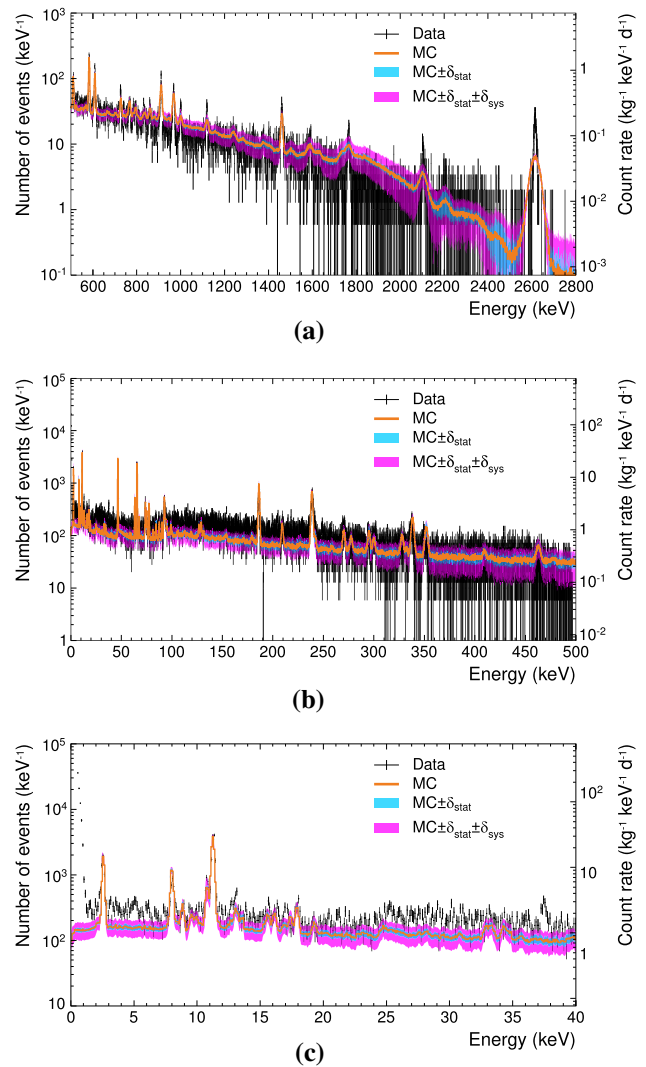 Number of events (keV⁻¹)
10³
10²
10
1
10⁻¹
Data
MC
MC±δstat
MC±δstat±δsys
1
10⁻¹
10⁻²
10⁻³
Count rate (kg⁻¹ keV⁻¹ d⁻¹)
600 800 1000 1200 1400 1600 1800 2000 2200 2400 2600 2800
Energy (keV)
(a)
Number of events (keV⁻¹)
10⁵
10⁴
10³
10²
10
1
Data
MC
MC±δstat
MC±δstat±δsys
10²
10
1
10⁻¹
10⁻²
Count rate (kg⁻¹ keV⁻¹ d⁻¹)
0 50 100 150 200 250 300 350 400 450 500
Energy (keV)
(b)
Number of events (keV⁻¹)
10⁵
10⁴
10³
10²
10
Data
MC
MC±δstat
MC±δstat±δsys
10²
10
1
Count rate (kg⁻¹ keV⁻¹ d⁻¹)
0 5 10 15 20 25 30 35 40
Energy (keV)
(c)